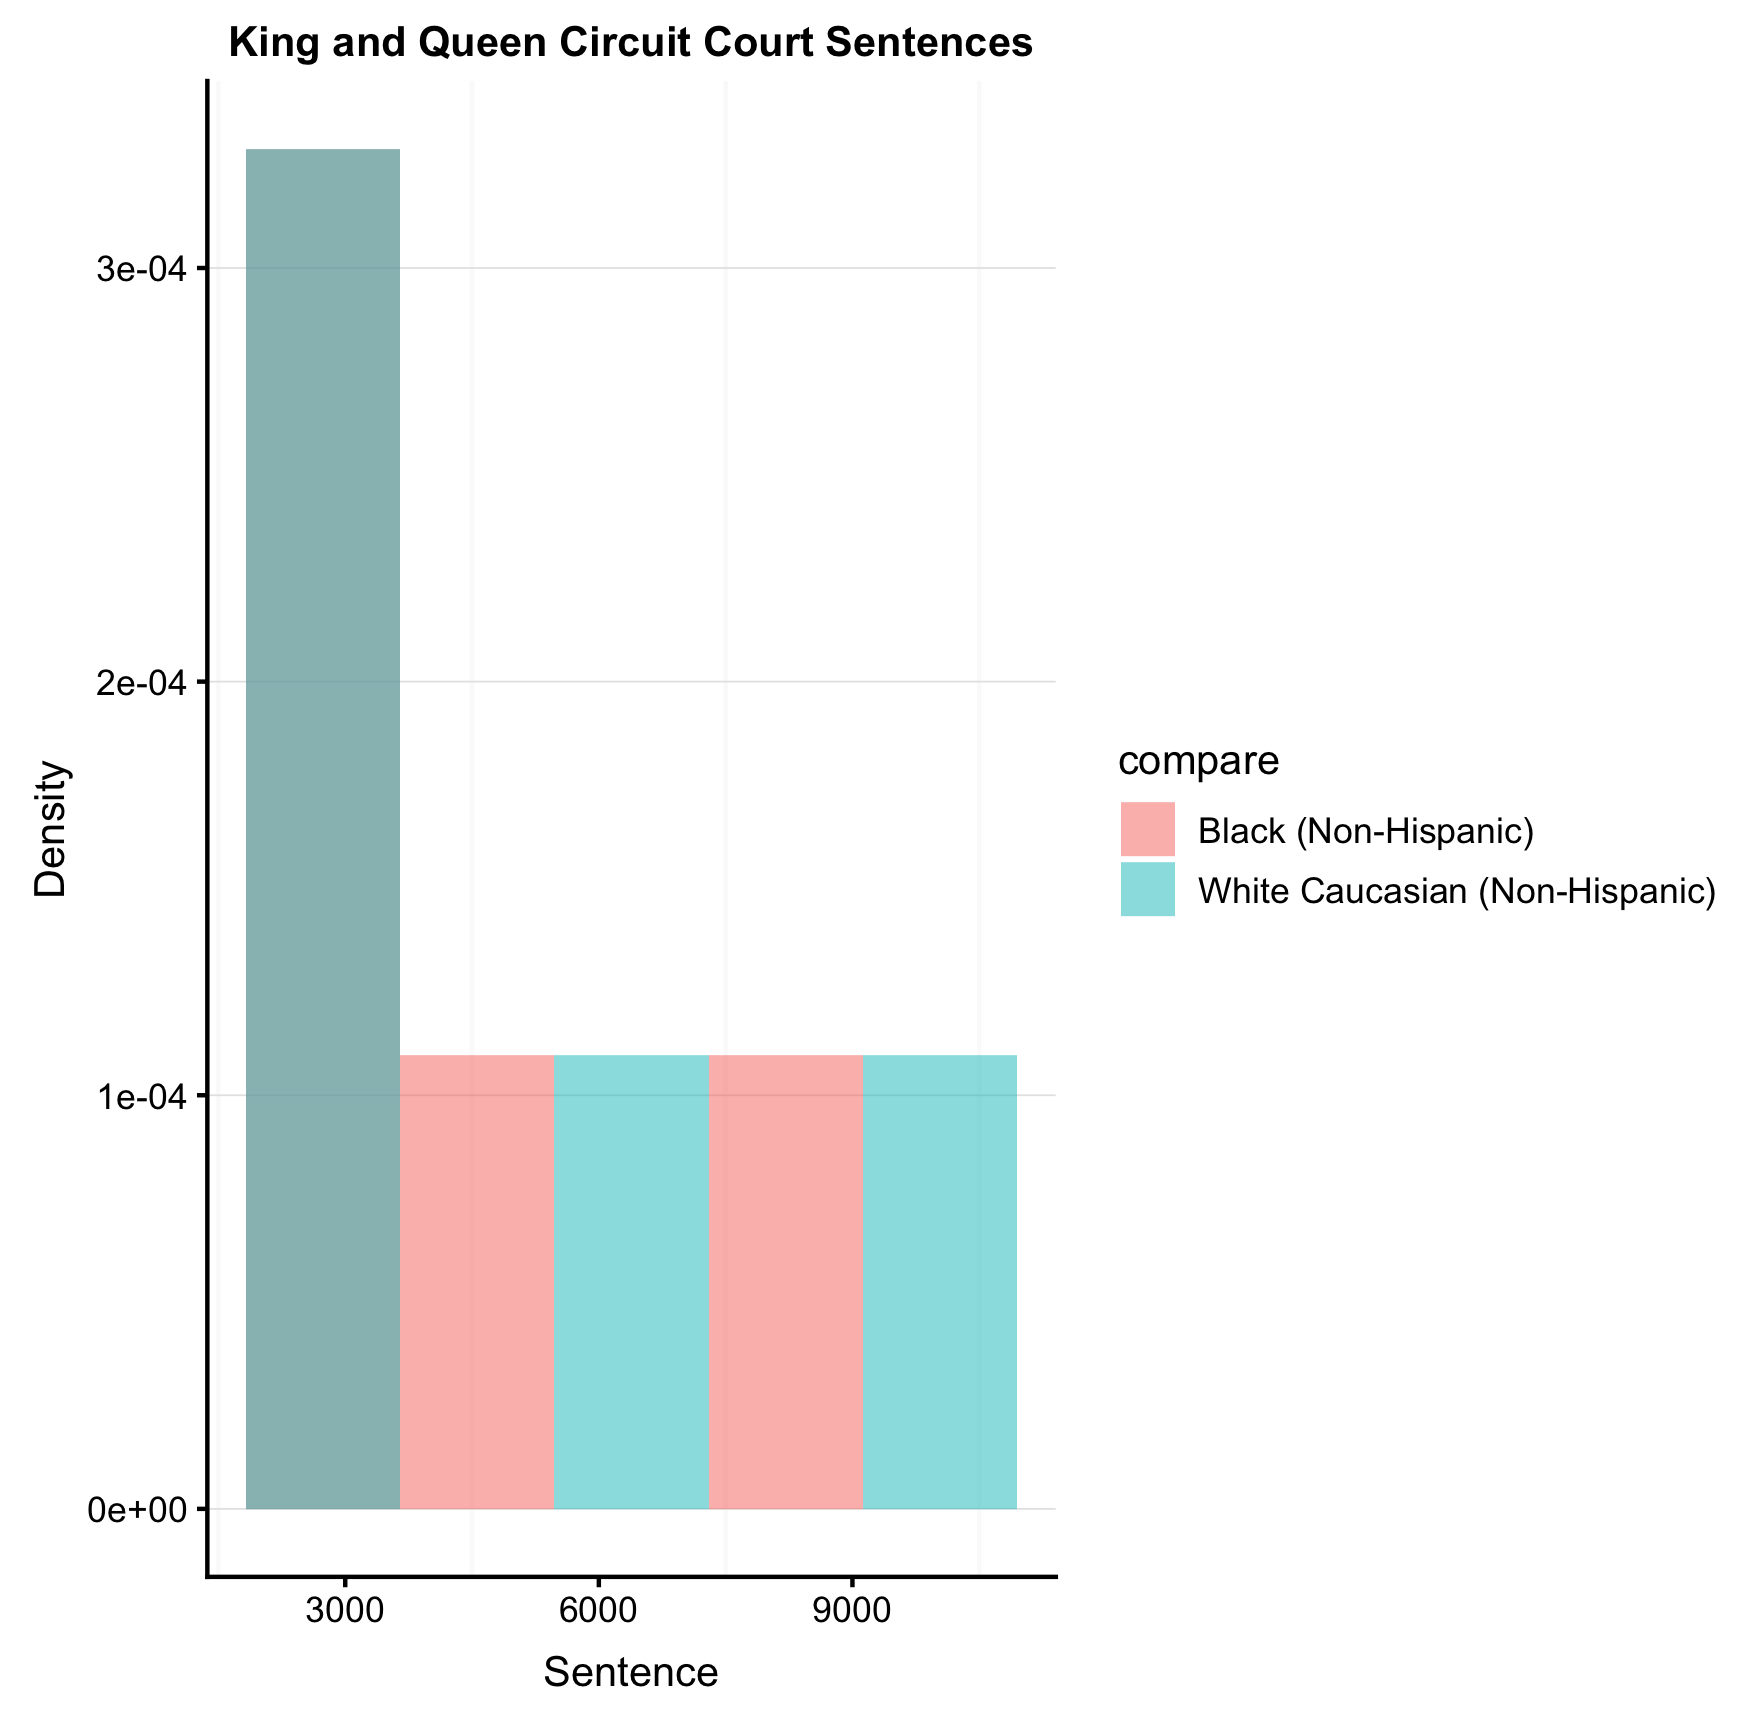 King and Queen Circuit Court Sentences
3e-04
2e-04
1e-04
0e+00
Density
3000 6000 9000
Sentence
compare
Black (Non-Hispanic)
White Caucasian (Non-Hispanic)